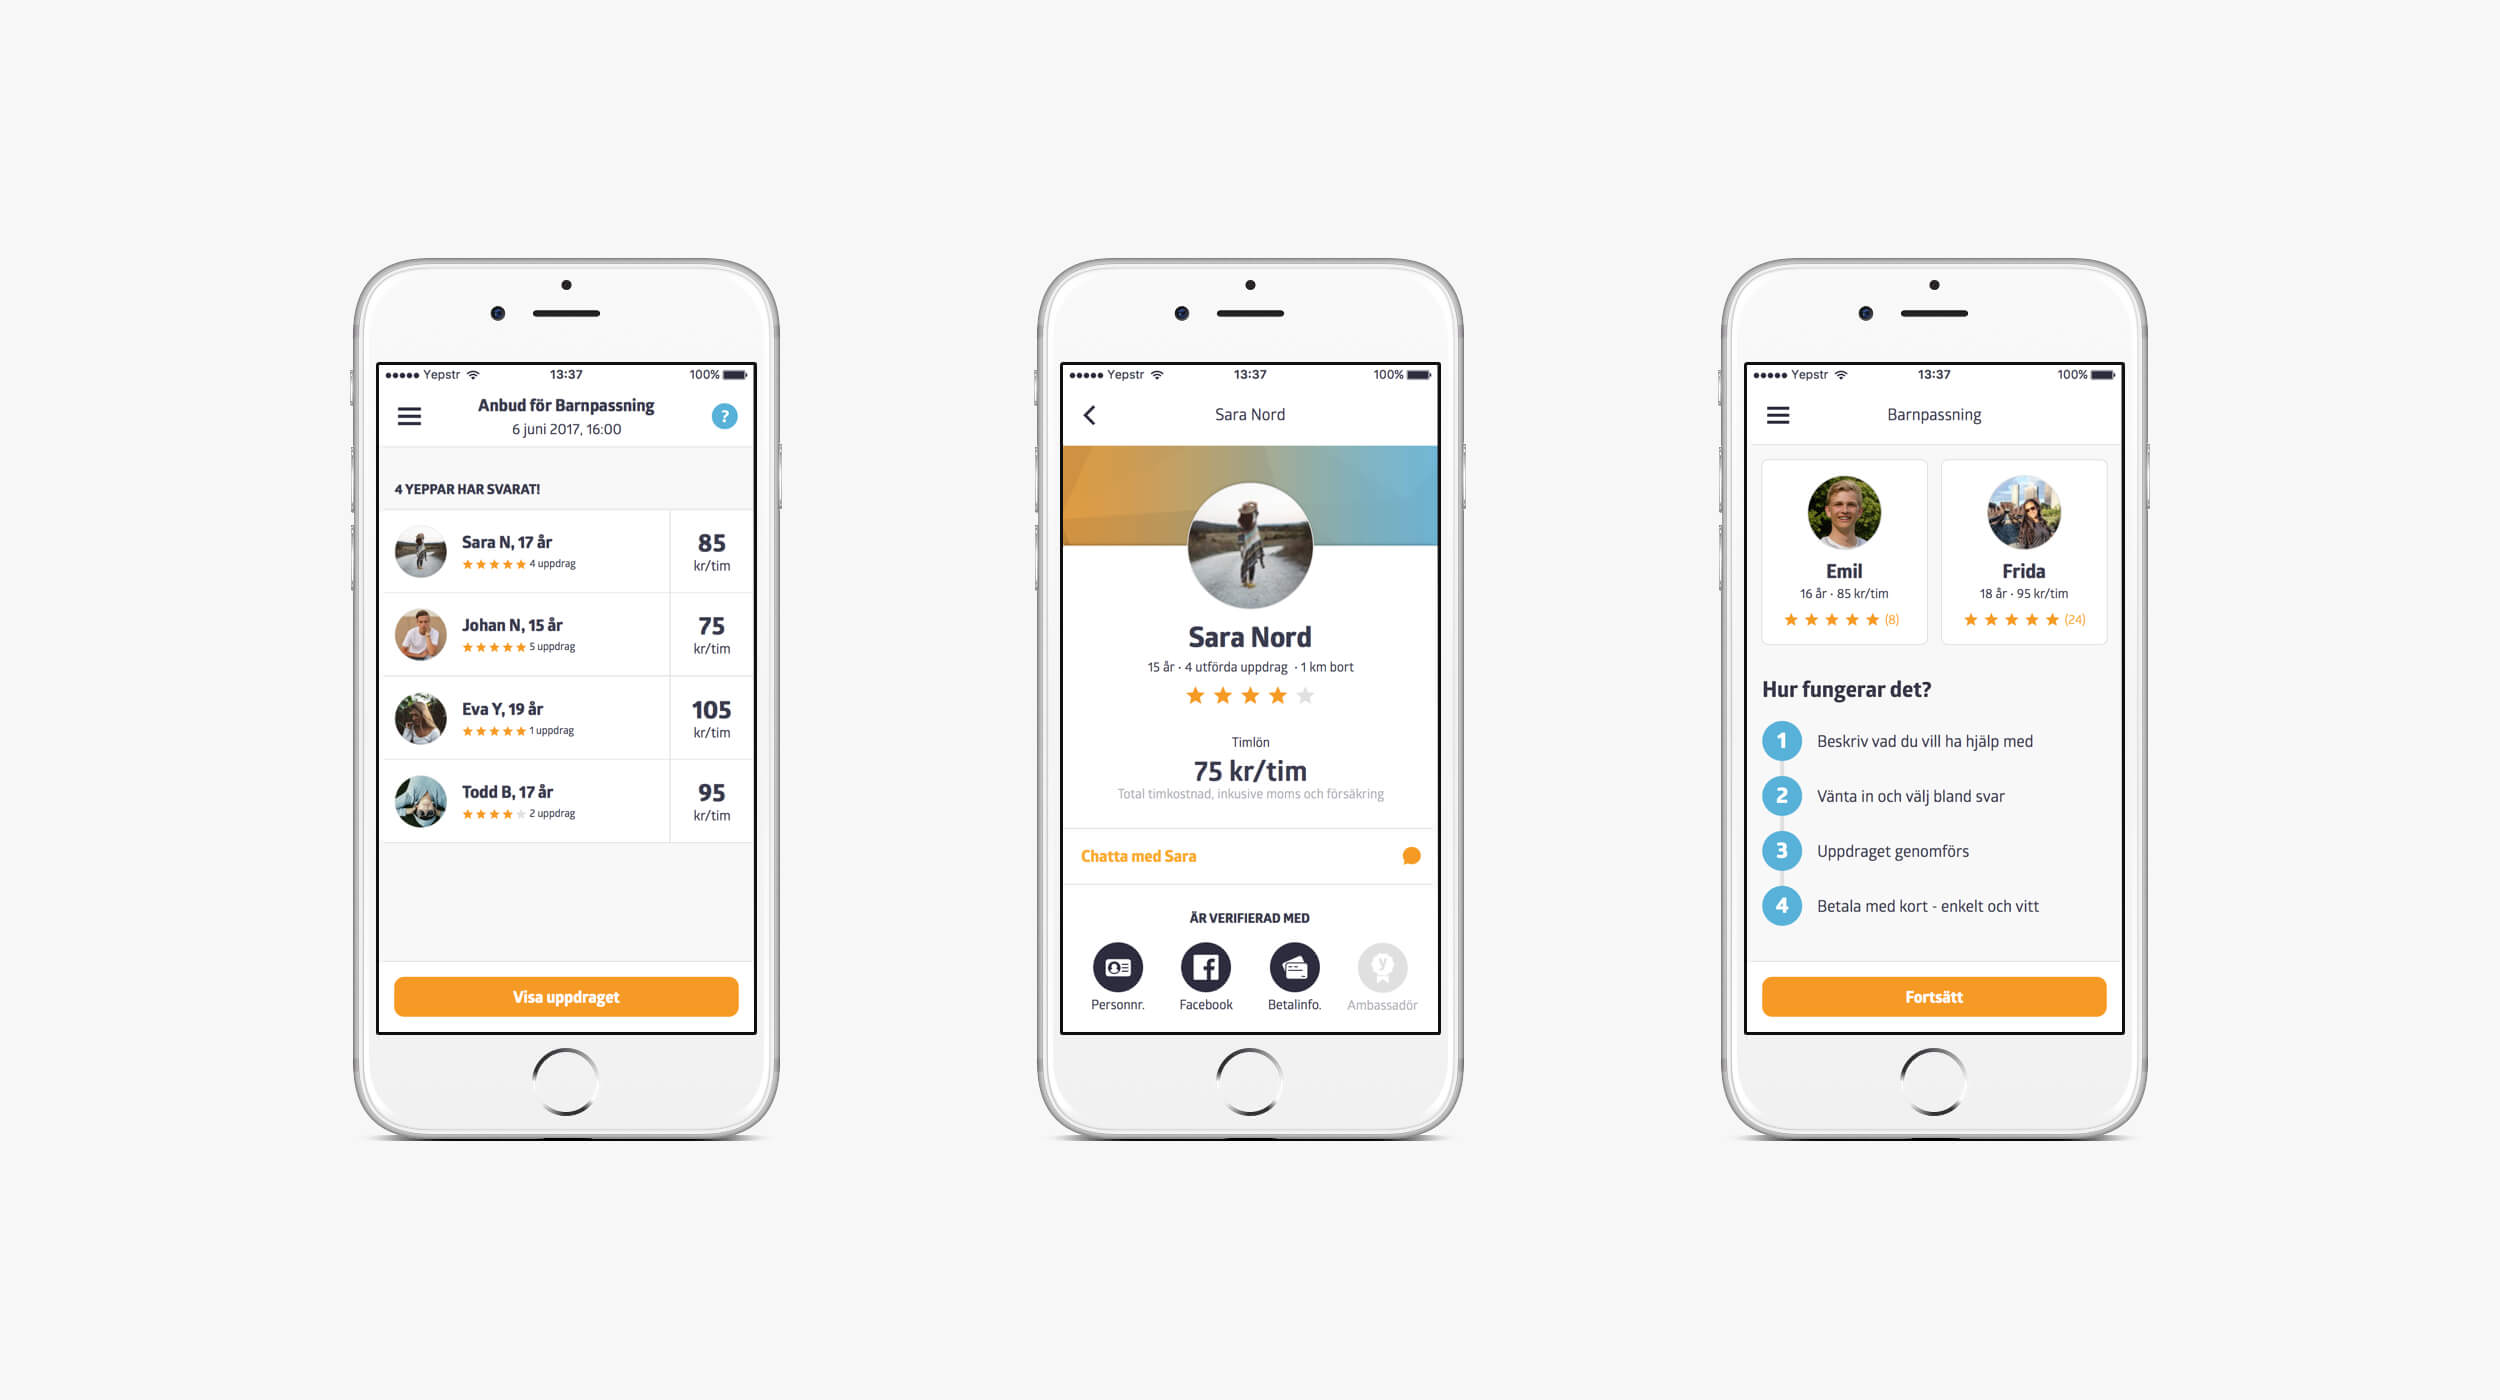 Yepstr 13:37 100%
Anbud för Barnpassning
6 juni 2017, 16:00
?
4 YEPPAR HAR SVARAT!
Sara N, 17 år
4 uppdrag
85
kr/tim
Johan N, 15 år
5 uppdrag
75
kr/tim
Eva Y, 19 år
1 uppdrag
105
kr/tim
Todd B, 17 år
2 uppdrag
95
kr/tim
Visa uppdraget
Yepstr 13:37 100%
Sara Nord
Sara Nord
15 år · 4 utförda uppdrag · 1 km bort
Timlön
75 kr/tim
Total timkostnad, inkusive moms och försäkring
Chatta med Sara
ÄR VERIFIERAD MED
Personnr.
Facebook
Betalinfo.
y
Ambassadör
Yepstr 13:37 100%
Barnpassning
Emil
16 år · 85 kr/tim
(8)
Frida
18 år · 95 kr/tim
(24)
Hur fungerar det?
1 Beskriv vad du vill ha hjälp med
2 Vänta in och välj bland svar
3 Uppdraget genomförs
4 Betala med kort - enkelt och vitt
Fortsätt